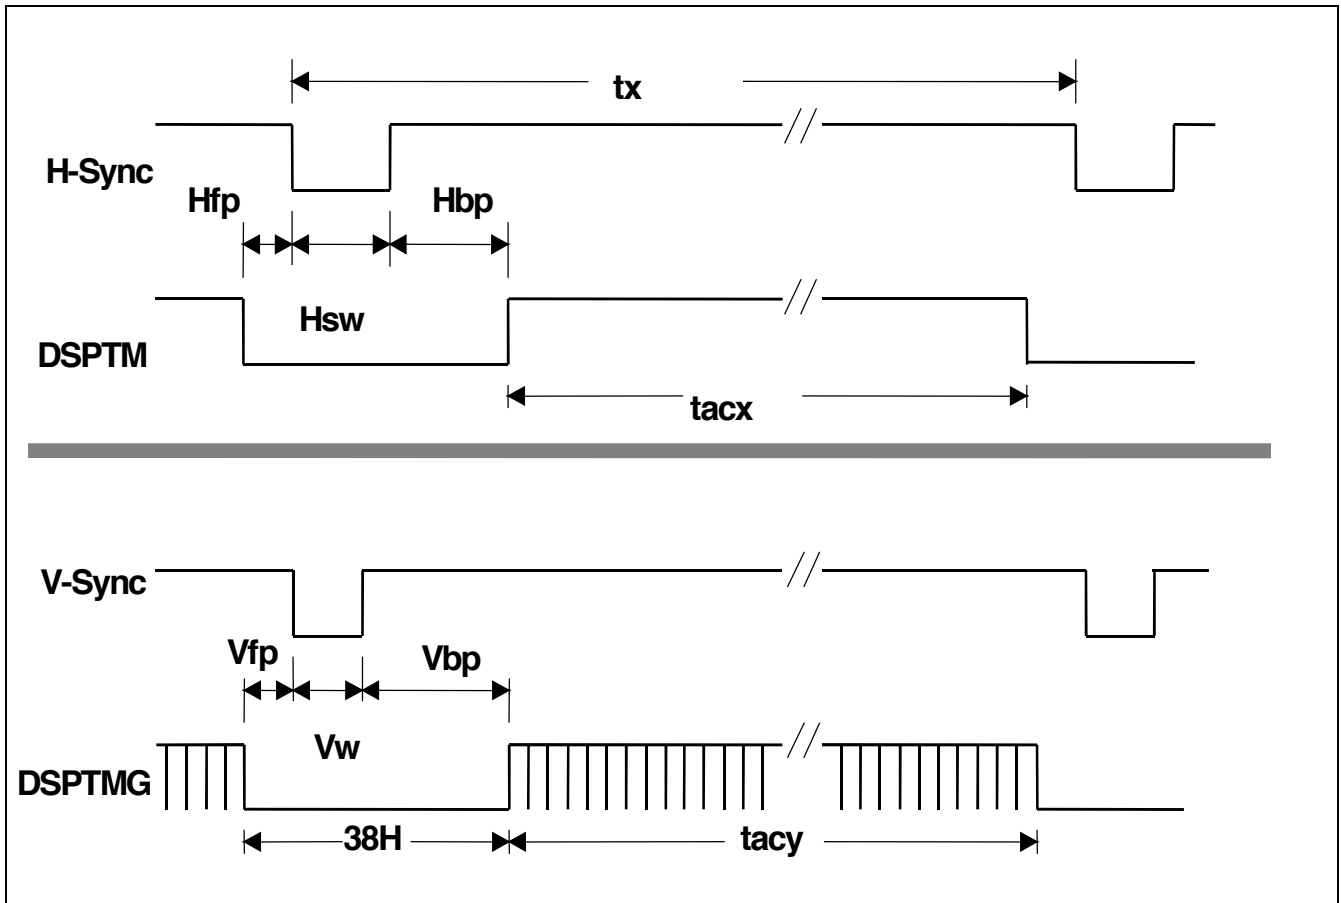 tx
H-Sync
Hfp Hbp
Hsw
DSPTM
tacx
V-Sync
Vfp Vbp
Vw
DSPTMG
38H tacy